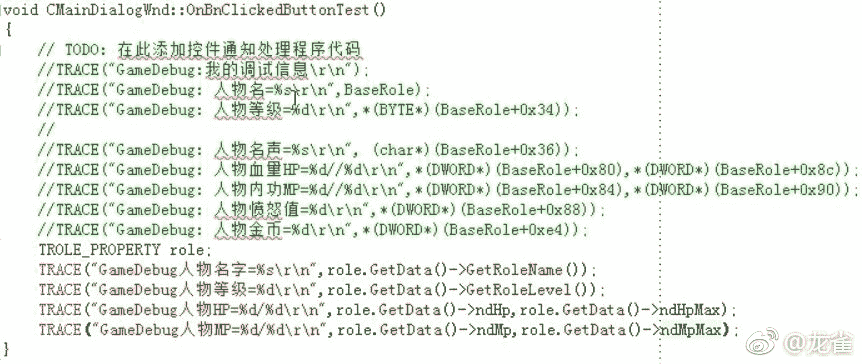 void CMainDialogWnd::OnBnClickedButtonTest()
{
// TODO: 在此添加控件通知处理程序代码
//TRACE("GameDebug:我的调试信息\r\n");
//TRACE("GameDebug: 人物名=%s\r\n",BaseRole);
//TRACE("GameDebug: 人物等级=%d\r\n",*(BYTE*)(BaseRole+0x34));
//
//TRACE("GameDebug: 人物名声=%s\r\n", (char*)(BaseRole+0x36));
//TRACE("GameDebug: 人物血量HP=%d//%d\r\n",*(DWORD*)(BaseRole+0x80),*(DWORD*)(BaseRole+0x8c));
//TRACE("GameDebug: 人物内功MP=%d//%d\r\n",*(DWORD*)(BaseRole+0x84),*(DWORD*)(BaseRole+0x90));
//TRACE("GameDebug: 人物愤怒值=%d\r\n",*(DWORD*)(BaseRole+0x88));
//TRACE("GameDebug: 人物金币=%d\r\n",*(DWORD*)(BaseRole+0xe4));
TROLE_PROPERTY role;
TRACE("GameDebug人物名字=%s\r\n",role.GetData()->GetRoleName());
TRACE("GameDebug人物等级=%d\r\n",role.GetData()->GetRoleLevel());
TRACE("GameDebug人物HP=%d/%d\r\n",role.GetData()->ndHp,role.GetData()->ndHpMax);
TRACE("GameDebug人物MP=%d/%d\r\n",role.GetData()->ndMp,role.GetData()->ndMpMax);
}
@龙雀